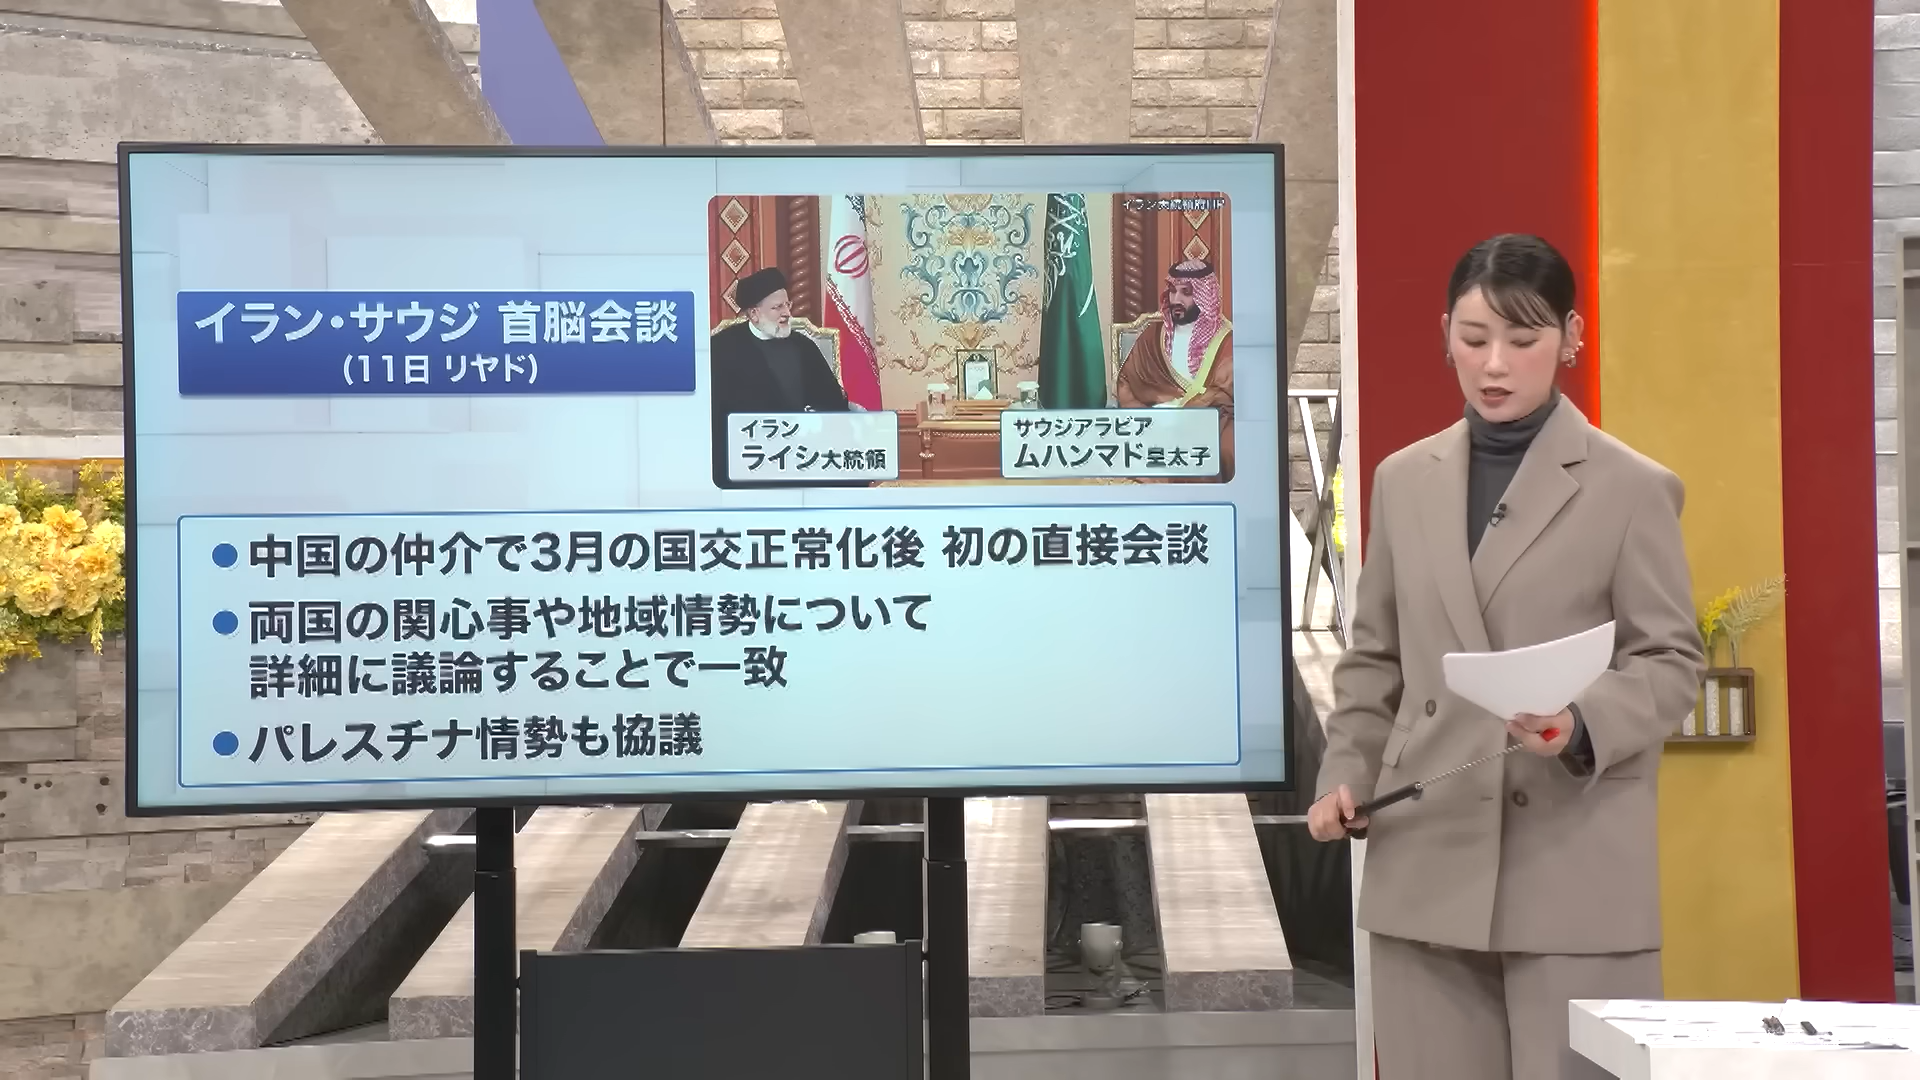 イラン・サウジ 首脳会談
(11日 リヤド)
イラン大統領府HP
イラン
ライシ大統領
サウジアラビア
ムハンマド皇太子
●中国の仲介で3月の国交正常化後 初の直接会談
●両国の関心事や地域情勢について
詳細に議論することで一致
●パレスチナ情勢も協議